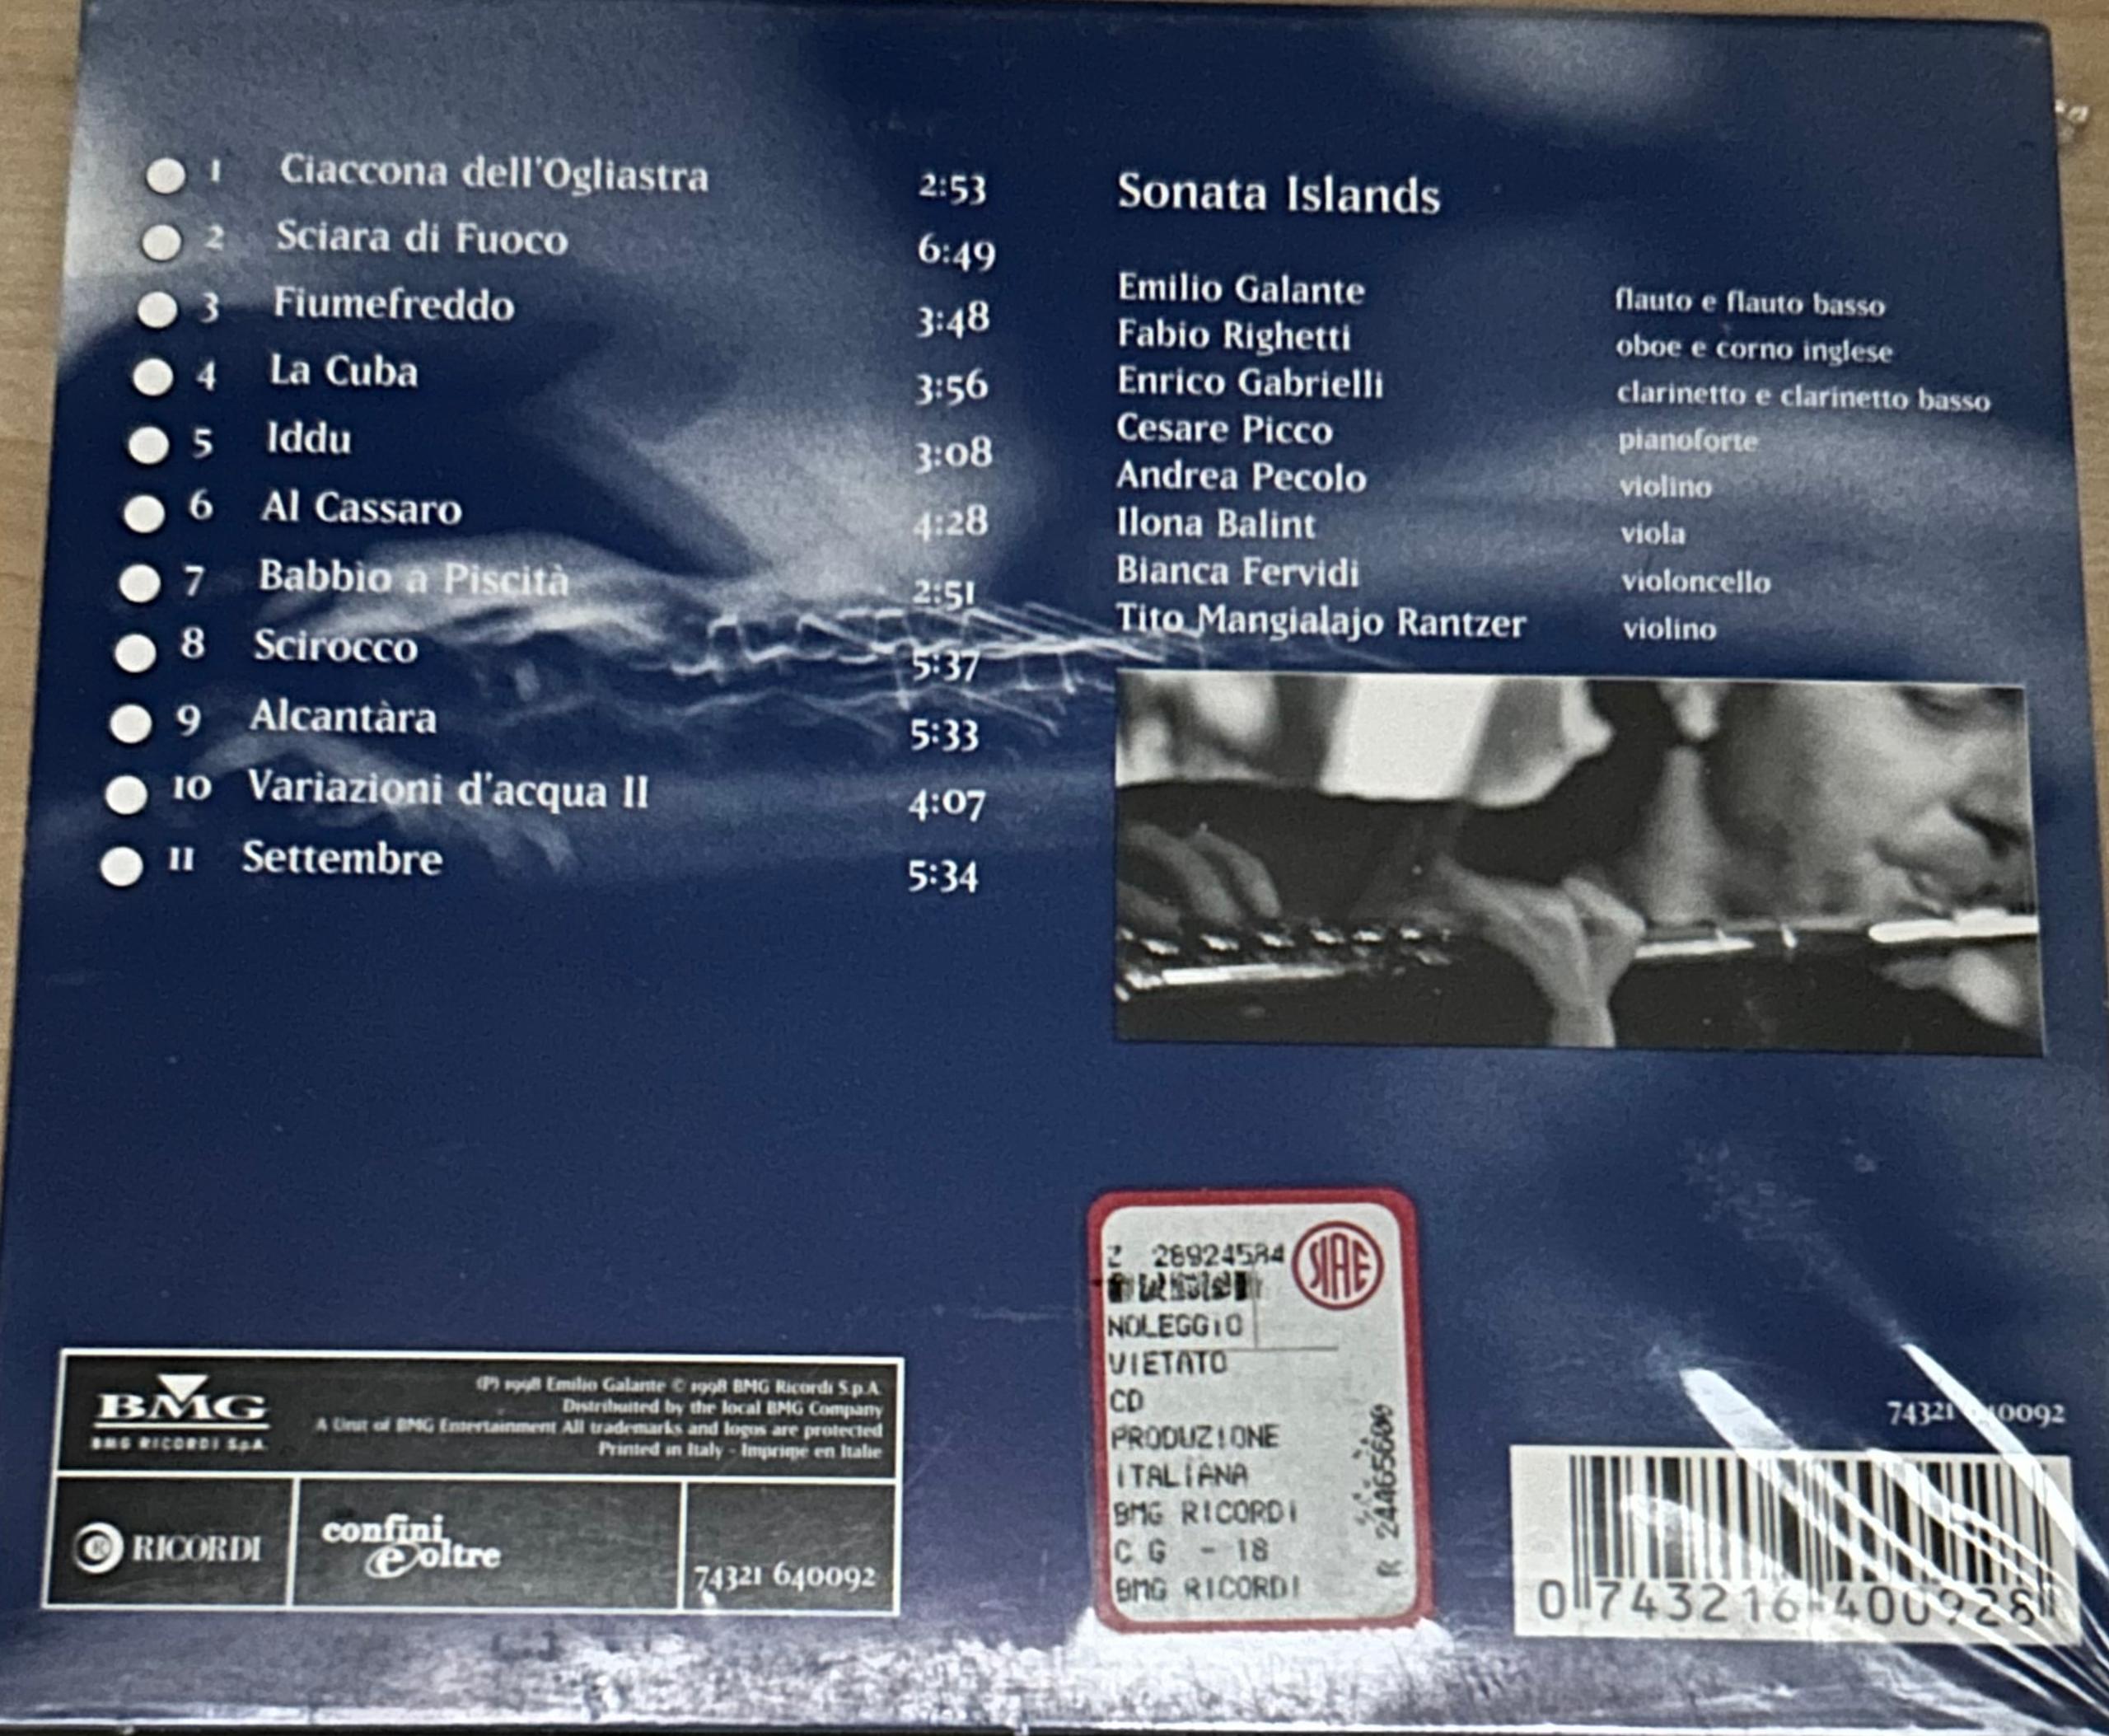 1 Ciaccona dell'Ogliastra 2:53
2 Sciara di Fuoco 6:49
3 Fiumefreddo 3:48
4 La Cuba 3:56
5 Iddu 3:08
6 Al Cassaro 4:28
7 Babbìo a Piscità 2:51
8 Scirocco 5:37
9 Alcantàra 5:33
10 Variazioni d'acqua II 4:07
11 Settembre 5:34
Sonata Islands
Emilio Galante flauto e flauto basso
Fabio Righetti oboe e corno inglese
Enrico Gabrielli clarinetto e clarinetto basso
Cesare Picco pianoforte
Andrea Pecolo violino
Ilona Balint viola
Bianca Fervidi violoncello
Tito Mangialajo Rantzer violino
BMG
BMG RICORDI S.p.A.
(P) 1998 Emilio Galante © 1998 BMG Ricordi S.p.A.
Distribuited by the local BMG Company
A Unit of BMG Entertainment All trademarks and logos are protected
Printed in Italy - Imprimé en Italie
RICORDI
confini
e oltre
74321 640092
Z 28924584
SIAE
NOLEGGIO
VIETATO
CD
PRODUZIONE
ITALIANA
BMG RICORDI
CG - 18
BMG RICORDI
74321 0092
0 743216 400928